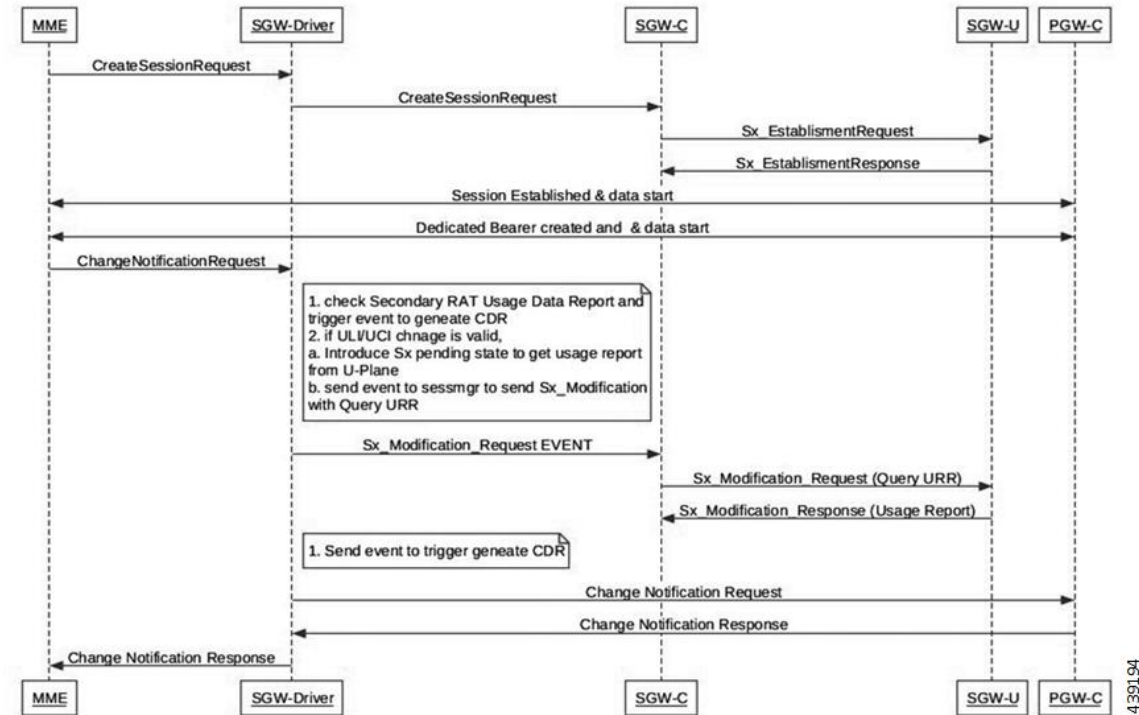 MME SGW-Driver SGW-C SGW-U PGW-C
CreateSessionRequest
CreateSessionRequest
Sx_EstablismentRequest
Sx_EstablismentResponse
Session Established & data start
Dedicated Bearer created and & data start
ChangeNotificationRequest
1. check Secondary RAT Usage Data Report and
trigger event to geneate CDR
2. if ULI/UCI chnage is valid,
a. Introduce Sx pending state to get usage report
from U-Plane
b. send event to sessmgr to send Sx_Modification
with Query URR
Sx_Modification_Request EVENT
Sx_Modification_Request (Query URR)
Sx_Modification_Response (Usage Report)
1. Send event to trigger geneate CDR
Change Notification Request
Change Notification Response
Change Notification Response
MME SGW-Driver SGW-C SGW-U PGW-C
439194